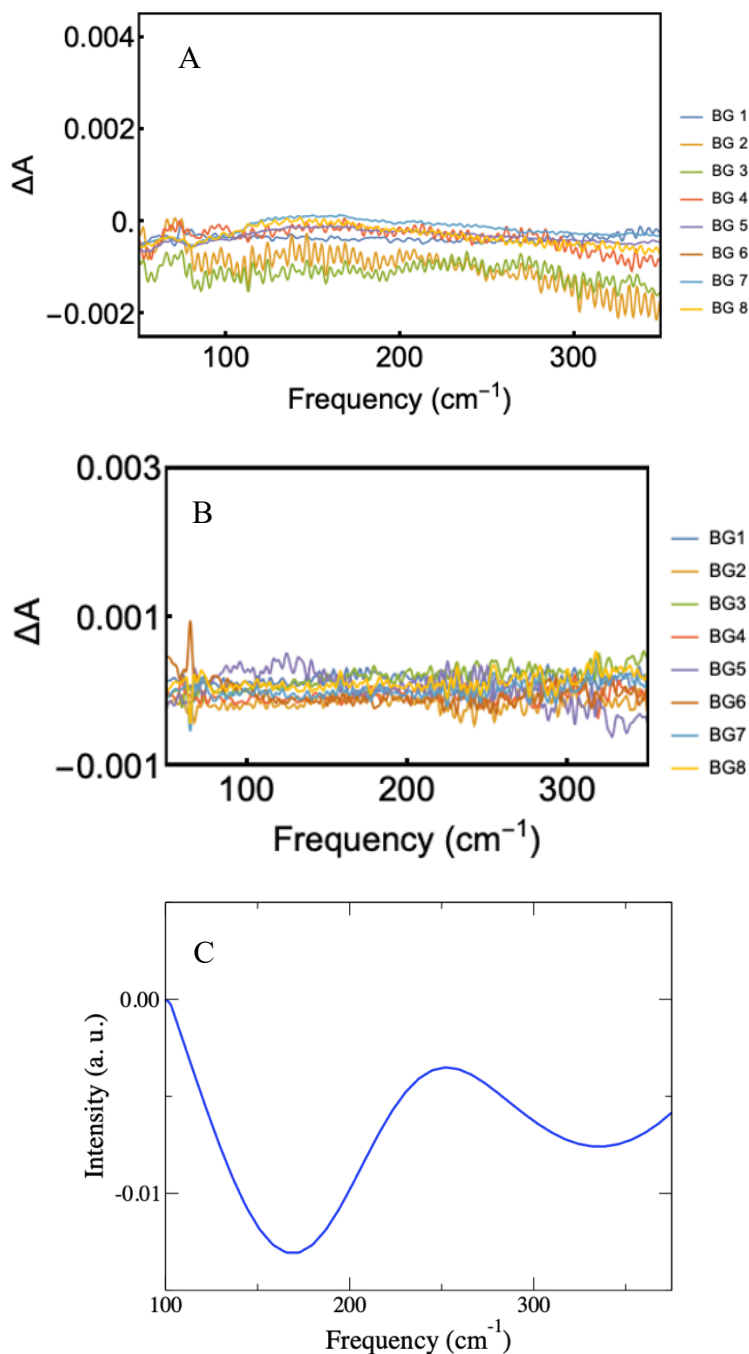 A
0.004
0.002
0.
−0.002
ΔA
100
200
300
Frequency (cm−1)
BG 1
BG 2
BG 3
BG 4
BG 5
BG 6
BG 7
BG 8
B
0.003
0.001
−0.001
ΔA
100
200
300
Frequency (cm−1)
BG1
BG2
BG3
BG4
BG5
BG6
BG7
BG8
C
0.00
-0.01
Intensity (a. u.)
100
200
300
Frequency (cm-1)